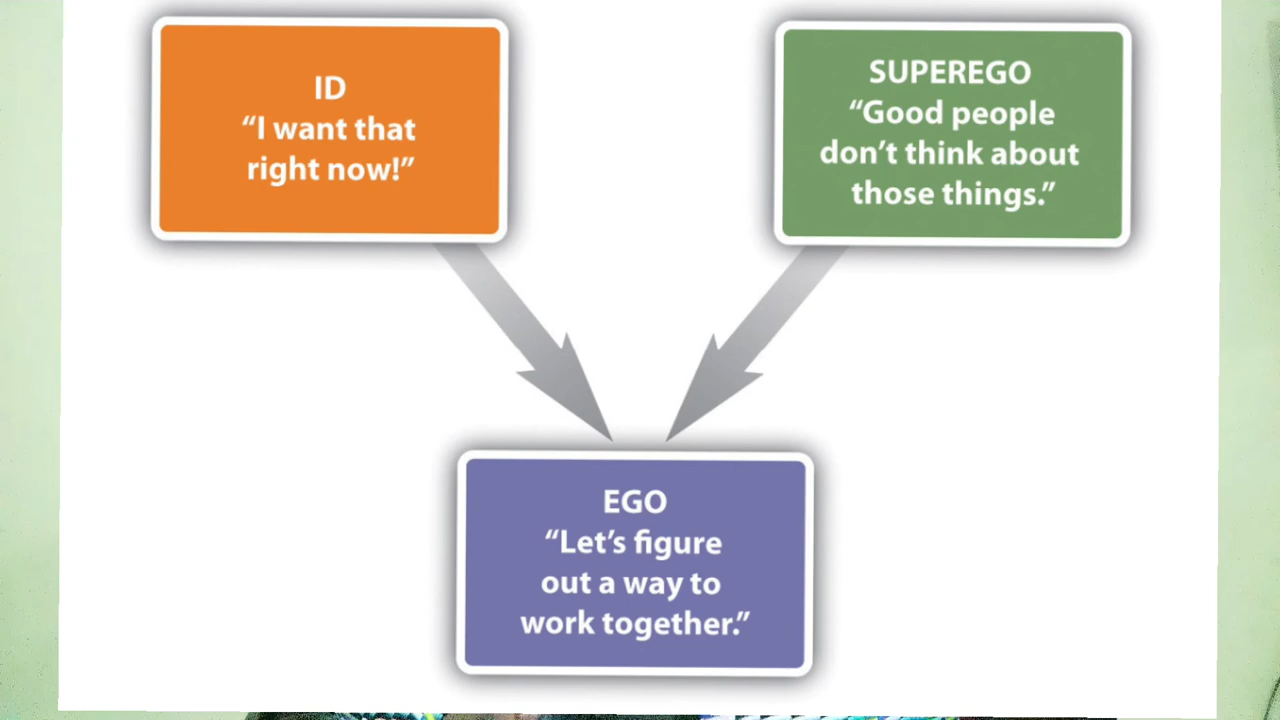 ID
“I want that
right now!”
SUPEREGO
“Good people
don’t think about
those things.”
EGO
“Let’s figure
out a way to
work together.”